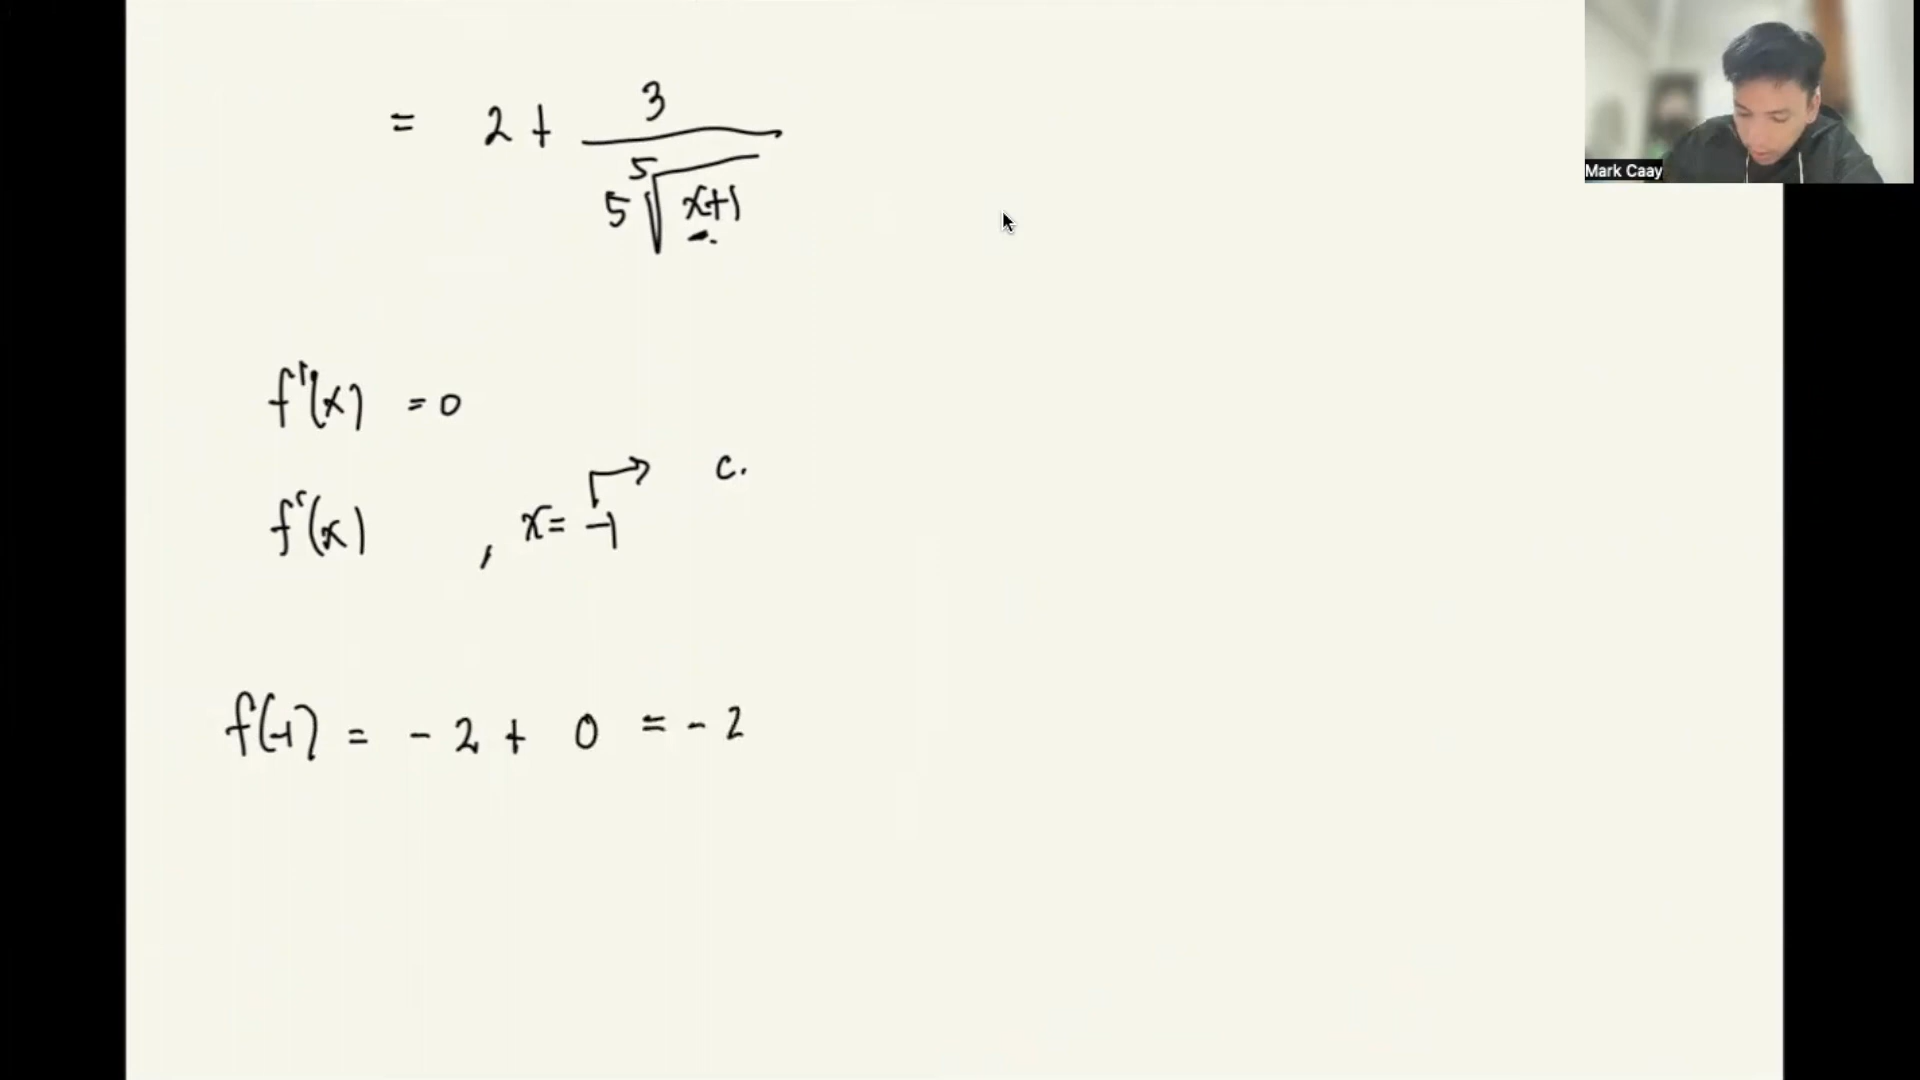 = 2 + 3
5 5√x+1
Mark Caay
f'(x) = 0
c.
f'(x) , x = -1
f(-1) = - 2 + 0 = - 2